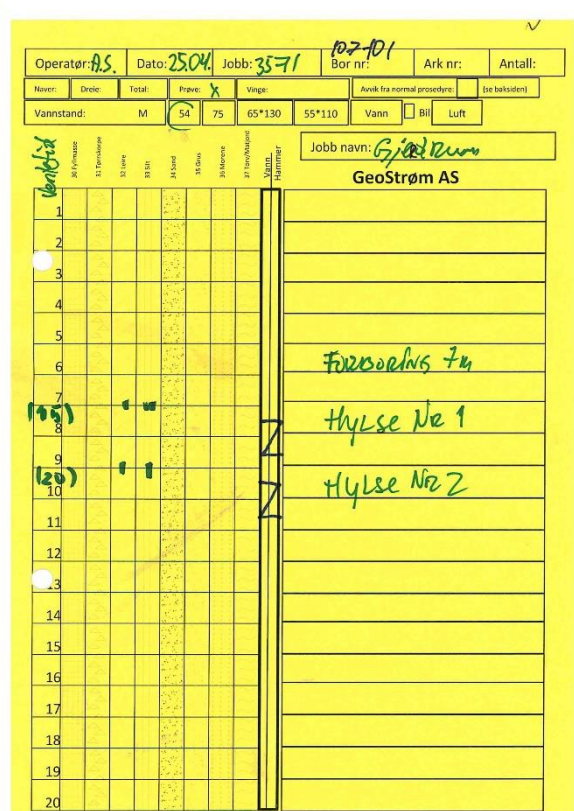 107-101
Operatør: A.S. Dato: 25.04. Jobb: 3571 Bor nr: Ark nr: Antall:
Naver: Dreie: Total: Prøve: X Vinge: Avvik fra normal prosedyre: (se baksiden)
Vannstand: M 54 75 65*130 55*110 Vann Bil Luft
Jobb navn: Gjerdrum
GeoStrøm AS
Ventetid 30 Fyllmasse 31 Tørrskorpe 32 Leire 33 Silt 34 Sand 35 Grus 36 Morene 37 Torv/Matjord Vann Hammer
1
2
3
4
5
6 FORBORING 7m
7
(15)
8 Hylse Nr 1
9
(20)
10 Hylse Nr 2
11
12
13
14
15
16
17
18
19
20